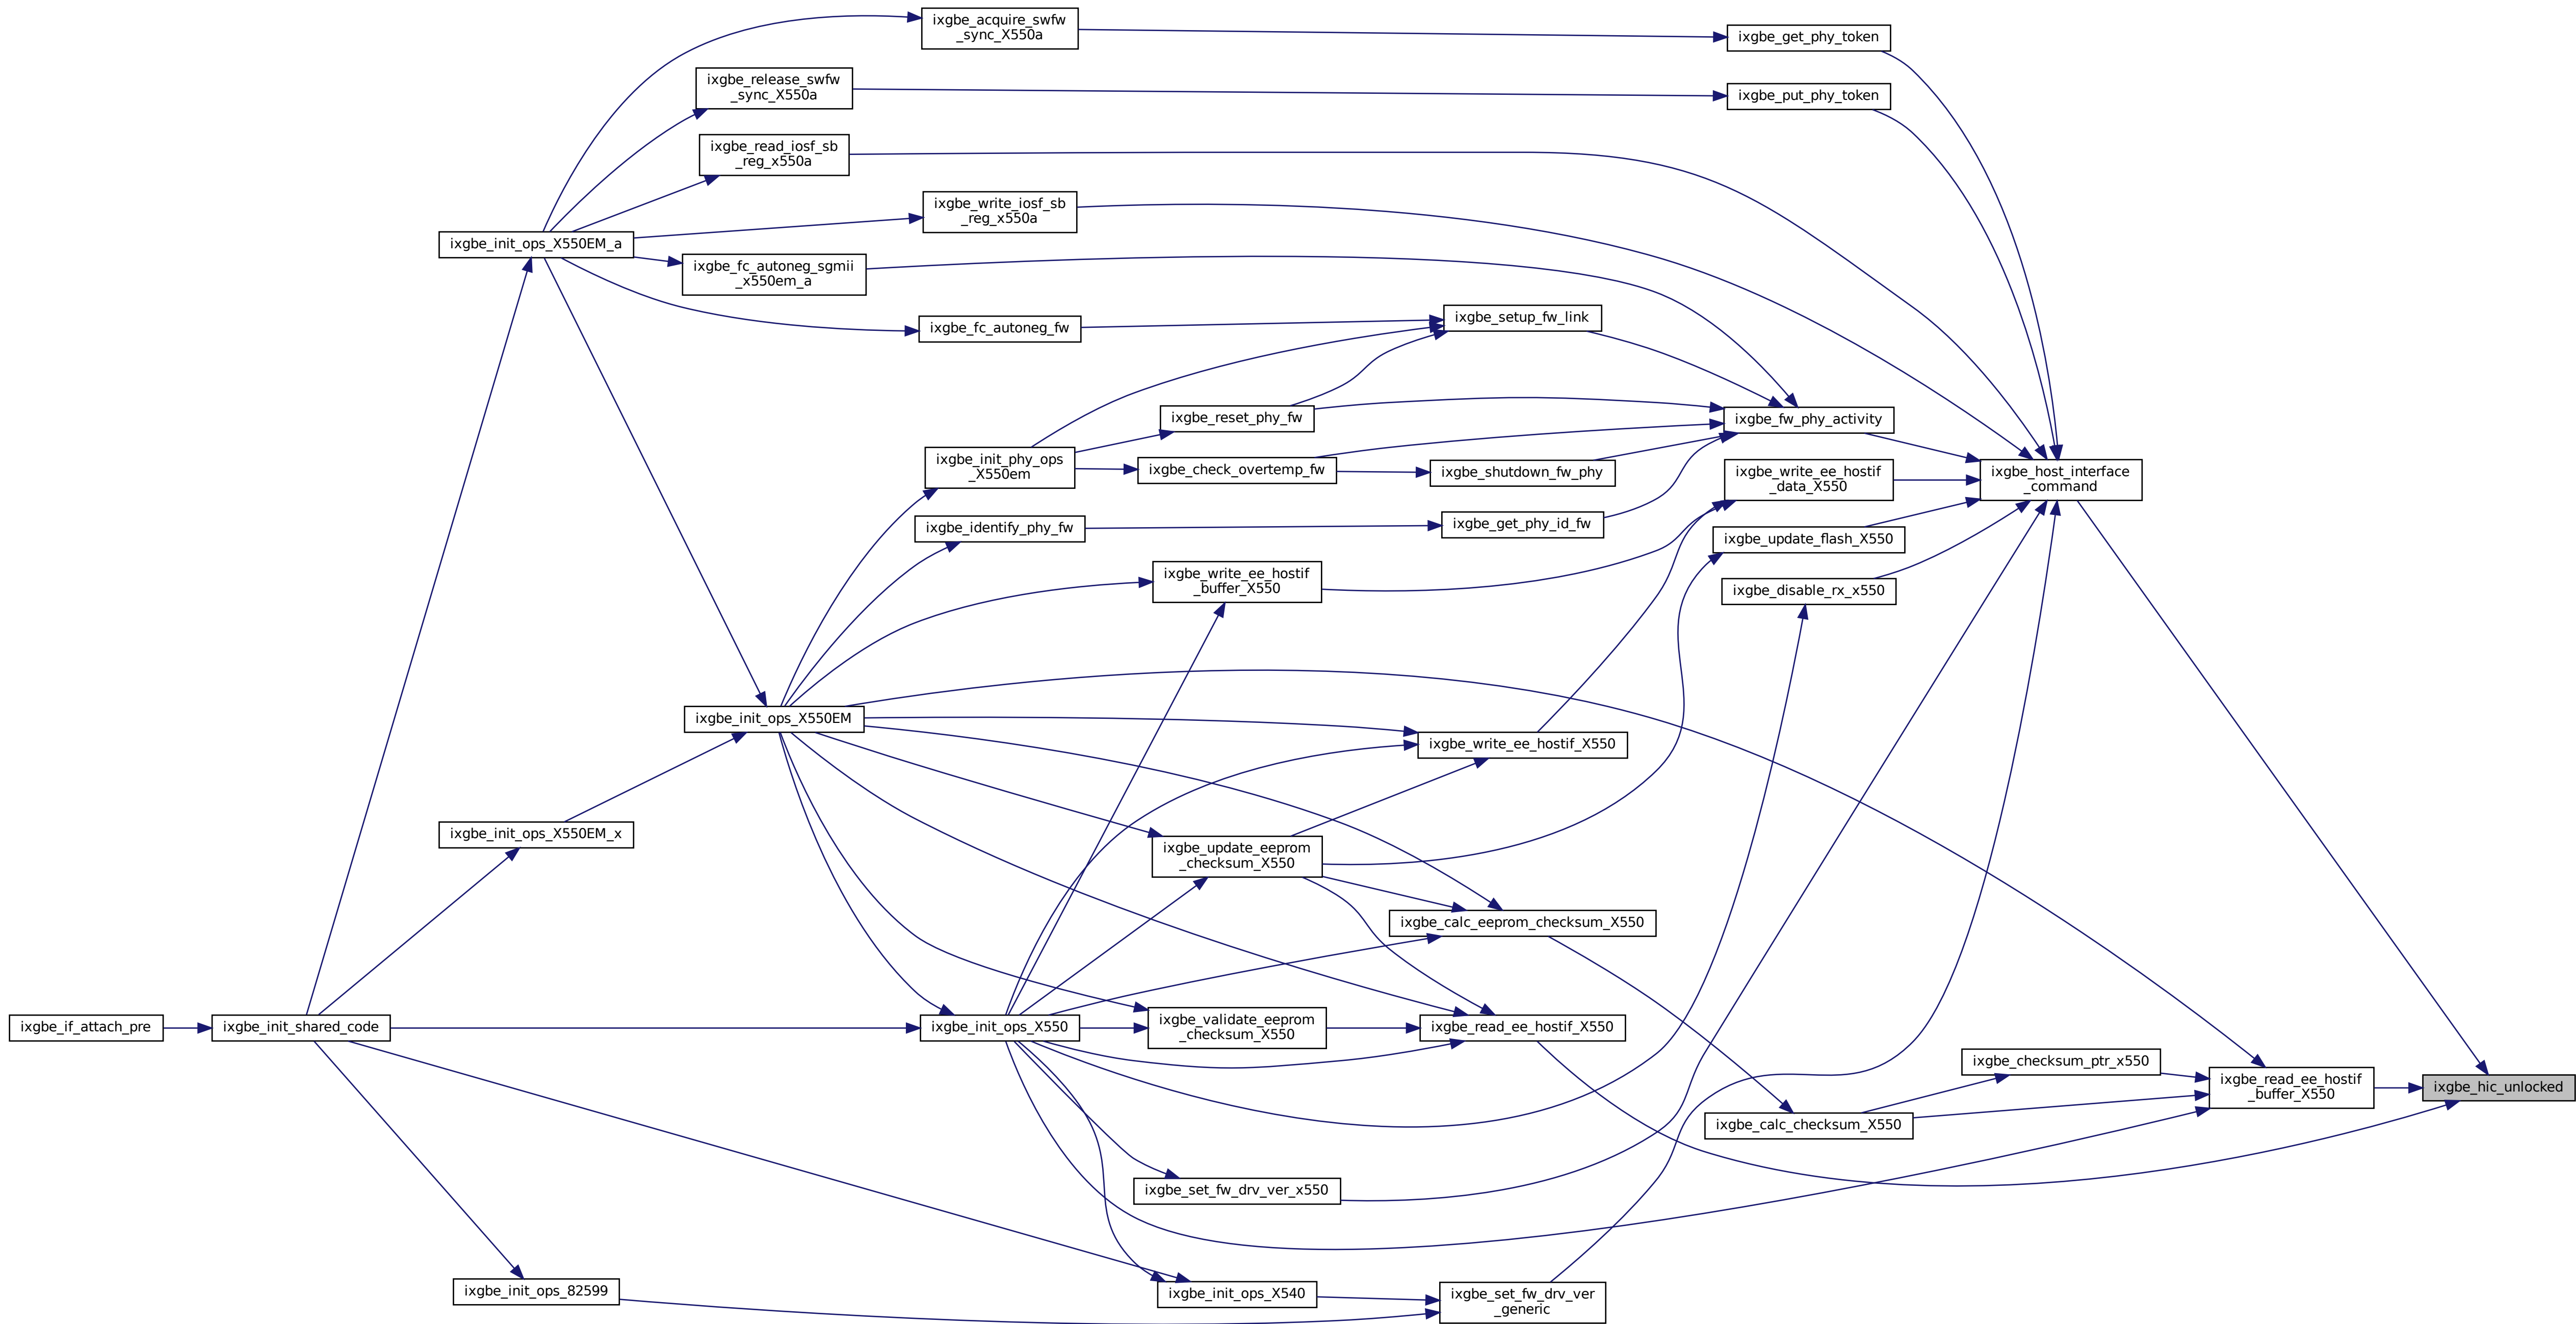 ixgbe_acquire_swfw
_sync_X550a
ixgbe_get_phy_token
ixgbe_release_swfw
_sync_X550a
ixgbe_put_phy_token
ixgbe_read_iosf_sb
_reg_x550a
ixgbe_write_iosf_sb
_reg_x550a
ixgbe_init_ops_X550EM_a
ixgbe_fc_autoneg_sgmii
_x550em_a
ixgbe_setup_fw_link
ixgbe_fc_autoneg_fw
ixgbe_reset_phy_fw
ixgbe_fw_phy_activity
ixgbe_init_phy_ops
_X550em
ixgbe_check_overtemp_fw
ixgbe_shutdown_fw_phy
ixgbe_write_ee_hostif
_data_X550
ixgbe_host_interface
_command
ixgbe_identify_phy_fw
ixgbe_get_phy_id_fw
ixgbe_update_flash_X550
ixgbe_write_ee_hostif
_buffer_X550
ixgbe_disable_rx_x550
ixgbe_init_ops_X550EM
ixgbe_write_ee_hostif_X550
ixgbe_init_ops_X550EM_x
ixgbe_update_eeprom
_checksum_X550
ixgbe_calc_eeprom_checksum_X550
ixgbe_if_attach_pre
ixgbe_init_shared_code
ixgbe_init_ops_X550
ixgbe_validate_eeprom
_checksum_X550
ixgbe_read_ee_hostif_X550
ixgbe_checksum_ptr_x550
ixgbe_read_ee_hostif
_buffer_X550
ixgbe_hic_unlocked
ixgbe_calc_checksum_X550
ixgbe_set_fw_drv_ver_x550
ixgbe_init_ops_82599
ixgbe_init_ops_X540
ixgbe_set_fw_drv_ver
_generic